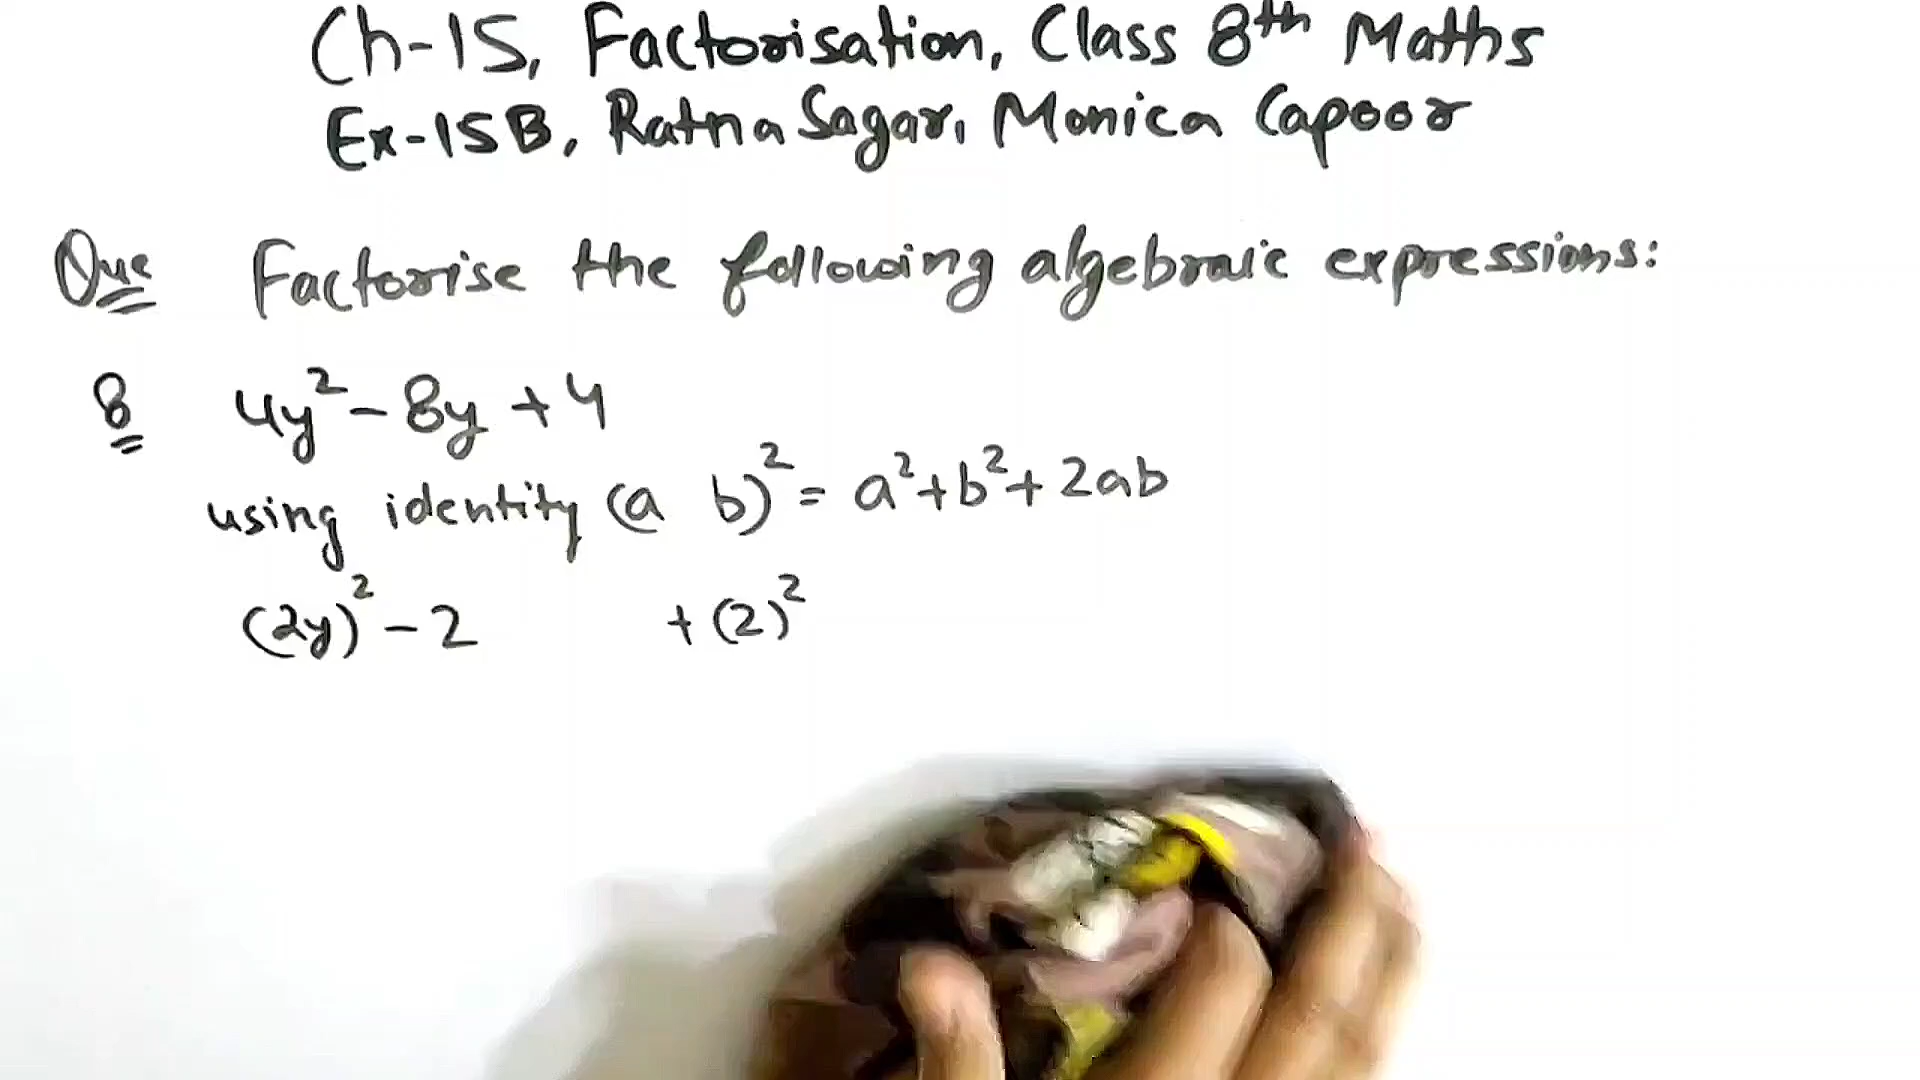 Ch-15, Factorisation, Class 8th Maths
Ex-15B, Ratna Sagar, Monica Capoor
Que Factorise the following algebraic expressions:
8 4y² - 8y + 4
using identity (a b)² = a² + b² + 2ab
(2y)² - 2 + (2)²